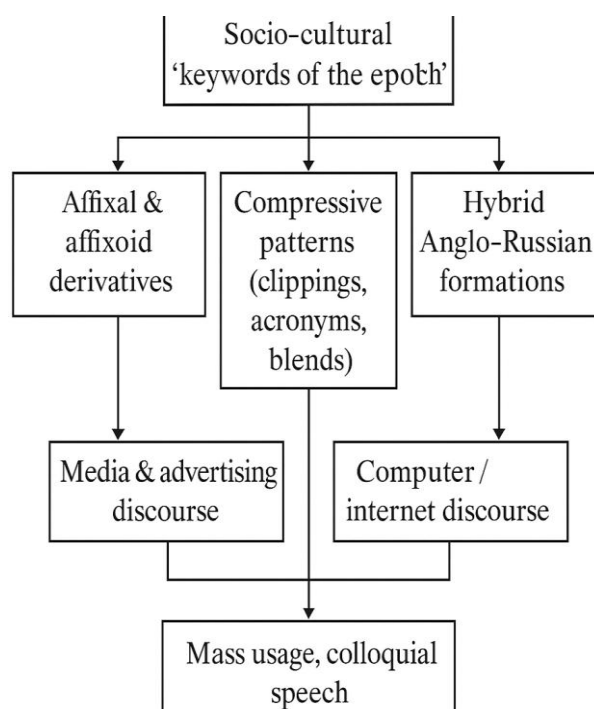 Socio-cultural
‘keywords of the epoch’
Affixal &
affixoid
derivatives
Compressive
patterns
(clippings,
acronyms,
blends)
Hybrid
Anglo-Russian
formations
Media & advertising
discourse
Computer /
internet discourse
Mass usage, colloquial
speech